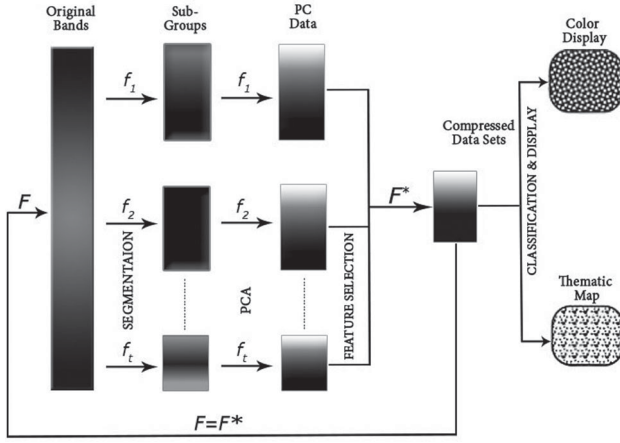 Original
Bands
Sub-
Groups
PC
Data
Color
Display
f1
f1
Compressed
Data Sets
F
f2
f2
F*
SEGMENTAION
PCA
FEATURE SELECTION
CLASSIFICATION & DISPLAY
Thematic
Map
ft
ft
F=F*